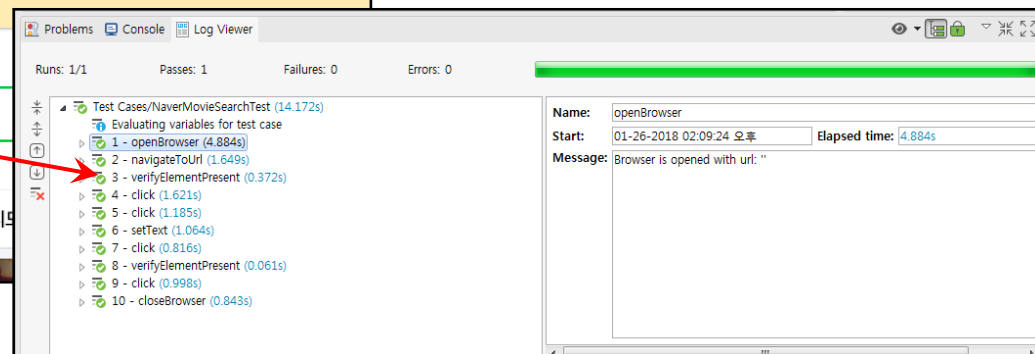 Problems Console Log Viewer
Runs: 1/1 Passes: 1 Failures: 0 Errors: 0
Test Cases/NaverMovieSearchTest (14.172s)
Evaluating variables for test case
1 - openBrowser (4.884s)
2 - navigateToUrl (1.649s)
3 - verifyElementPresent (0.372s)
4 - click (1.621s)
5 - click (1.185s)
6 - setText (1.064s)
7 - click (0.816s)
8 - verifyElementPresent (0.061s)
9 - click (0.998s)
10 - closeBrowser (0.843s)
Name: openBrowser
Start: 01-26-2018 02:09:24 오후 Elapsed time: 4.884s
Message: Browser is opened with url: ''